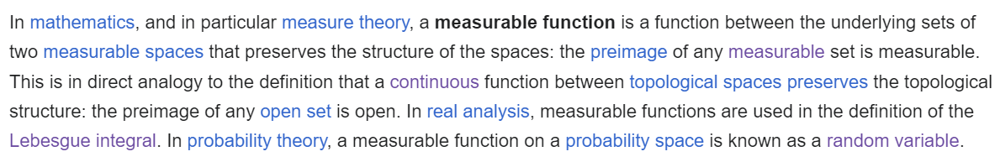 In mathematics, and in particular measure theory, a measurable function is a function between the underlying sets of
two measurable spaces that preserves the structure of the spaces: the preimage of any measurable set is measurable.
This is in direct analogy to the definition that a continuous function between topological spaces preserves the topological
structure: the preimage of any open set is open. In real analysis, measurable functions are used in the definition of the
Lebesgue integral. In probability theory, a measurable function on a probability space is known as a random variable.